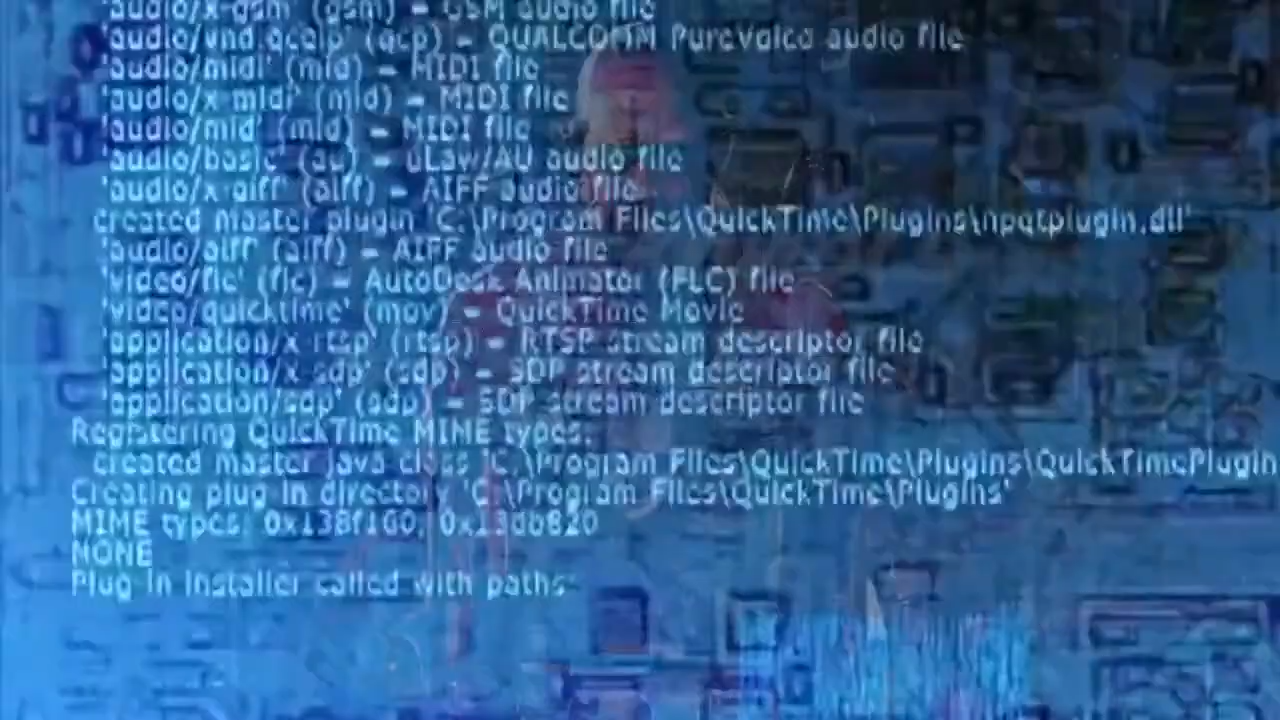 'audio/x-gsm' (gsm) - GSM audio file
'audio/vnd.qcelp' (qcp) - QUALCOMM PureVoice audio file
'audio/midi' (mid) - MIDI file
'audio/x-midi' (mid) - MIDI file
'audio/mid' (mid) - MIDI file
'audio/basic' (au) - uLaw/AU audio file
'audio/x-aiff' (aiff) - AIFF audio file
created master plugin 'C:\Program Files\QuickTime\Plugins\npqtplugin.dll'
'audio/aiff' (aiff) - AIFF audio file
'video/flc' (flc) - AutoDesk Animator (FLC) file
'video/quicktime' (mov) - QuickTime Movie
'application/x-rtsp' (rtsp) - RTSP stream descriptor file
'application/x-sdp' (sdp) - SDP stream descriptor file
'application/sdp' (sdp) - SDP stream descriptor file
Registering QuickTime MIME types.
created master java class 'C:\Program Files\QuickTime\Plugins\QuickTimePlugin
Creating plug-in directory 'C:\Program Files\QuickTime\Plugins'
MIME types: 0x138f160, 0x13db820
NONE
Plug-in installer called with paths: